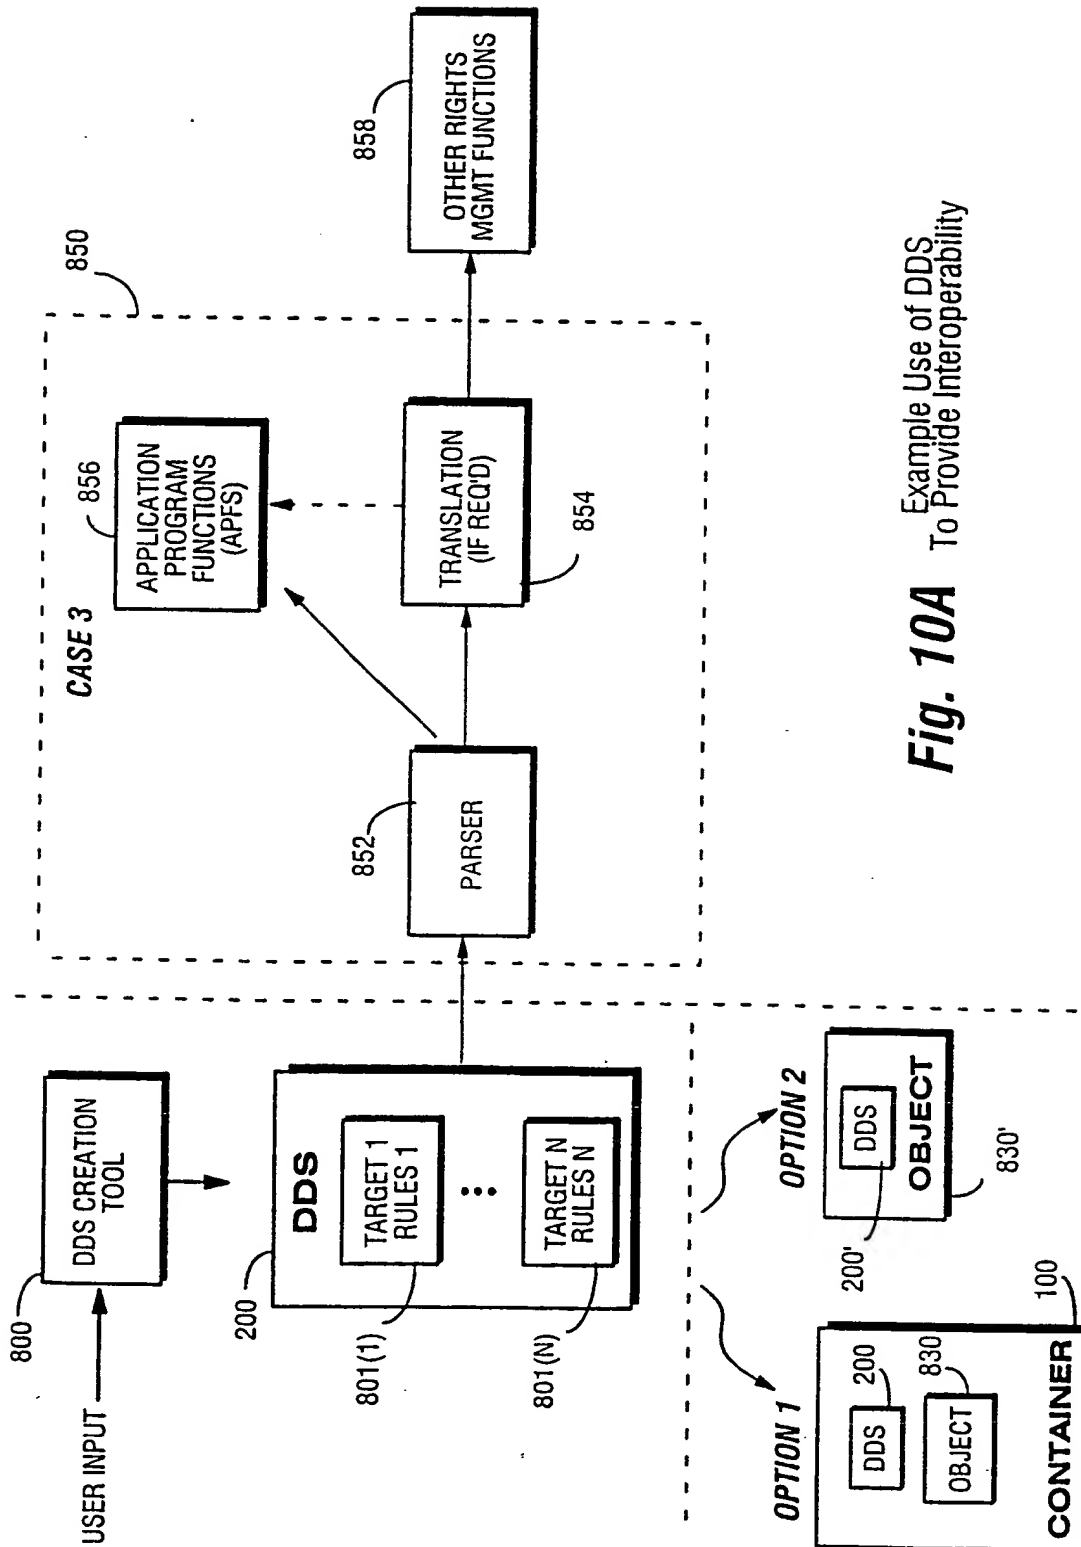 USER INPUT
800
DDS CREATION
TOOL
200
DDS
TARGET 1
RULES 1
801(1)
•••
TARGET N
RULES N
801(N)
OPTION 1
DDS
200
OBJECT
830
CONTAINER
100
OPTION 2
DDS
200'
OBJECT
830'
850
CASE 3
852
PARSER
856
APPLICATION
PROGRAM
FUNCTIONS
(APFS)
TRANSLATION
(IF REQ'D)
854
858
OTHER RIGHTS
MGMT FUNCTIONS
Fig. 10A
Example Use of DDS
To Provide Interoperability